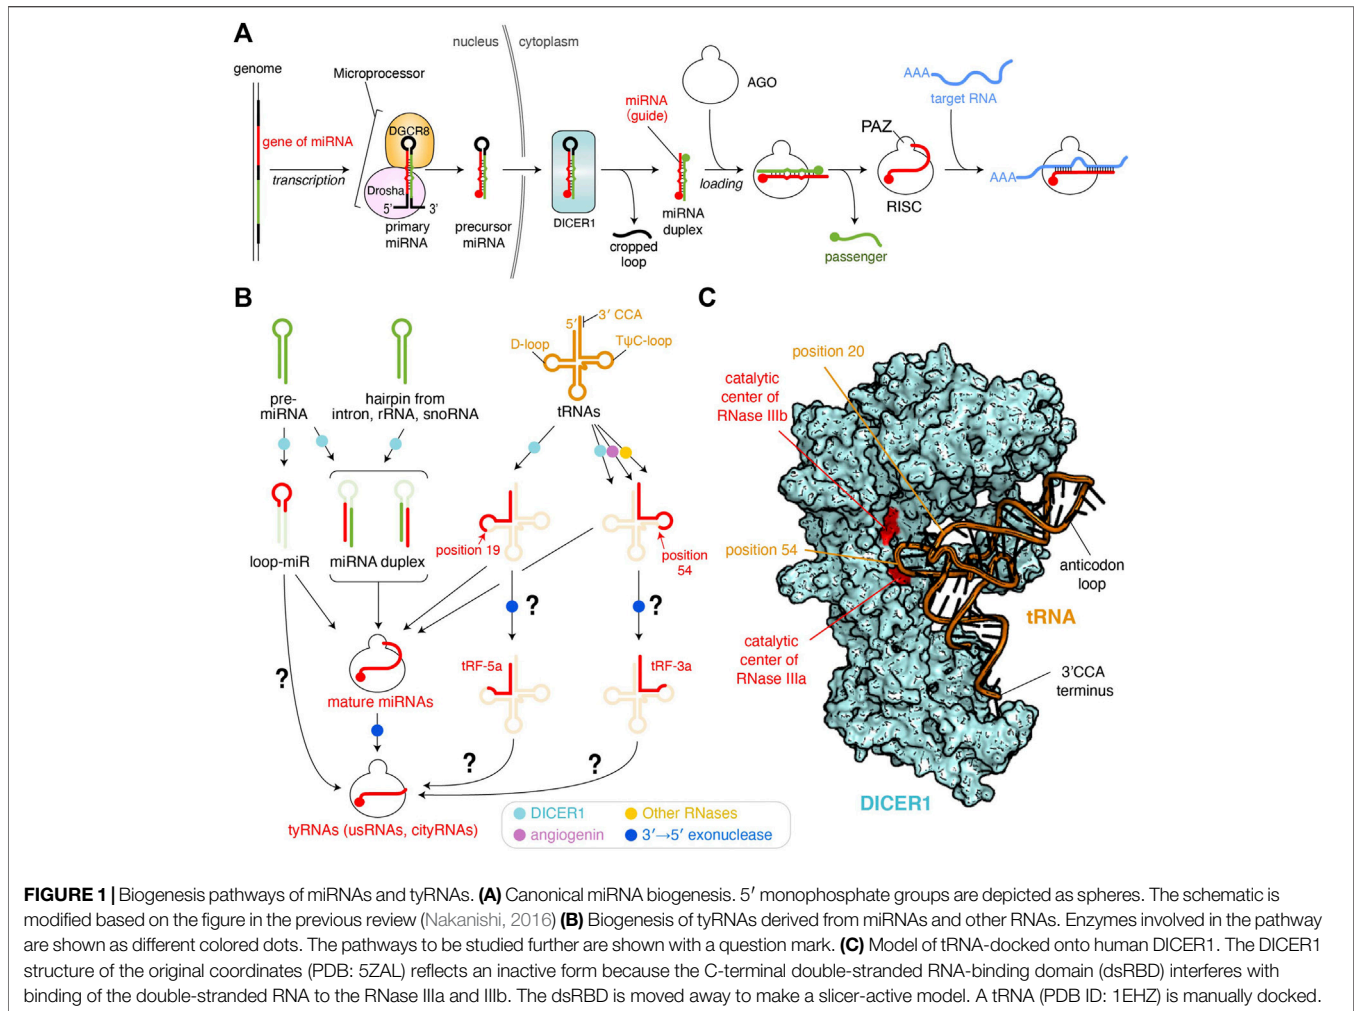 A
nucleus
cytoplasm
genome
Microprocessor
DGCR8
gene of miRNA
transcription
Drosha
5′
3′
primary
miRNA
precursor
miRNA
DICER1
cropped
loop
miRNA
(guide)
miRNA
duplex
AGO
loading
passenger
PAZ
RISC
AAA
target RNA
AAA
B
pre-
miRNA
hairpin from
intron, rRNA, snoRNA
5′
3′ CCA
D-loop
TψC-loop
tRNAs
loop-miR
miRNA duplex
position 19
position
54
?
?
?
tRF-5a
tRF-3a
mature miRNAs
?
?
tyRNAs (usRNAs, cityRNAs)
DICER1
Other RNases
angiogenin
3′→5′ exonuclease
C
position 20
catalytic
center of
RNase IIIb
position 54
anticodon
loop
tRNA
catalytic
center of
RNase IIIa
3′CCA
terminus
DICER1
FIGURE 1 | Biogenesis pathways of miRNAs and tyRNAs. (A) Canonical miRNA biogenesis. 5′ monophosphate groups are depicted as spheres. The schematic is
modified based on the figure in the previous review (Nakanishi, 2016) (B) Biogenesis of tyRNAs derived from miRNAs and other RNAs. Enzymes involved in the pathway
are shown as different colored dots. The pathways to be studied further are shown with a question mark. (C) Model of tRNA-docked onto human DICER1. The DICER1
structure of the original coordinates (PDB: 5ZAL) reflects an inactive form because the C-terminal double-stranded RNA-binding domain (dsRBD) interferes with
binding of the double-stranded RNA to the RNase IIIa and IIIb. The dsRBD is moved away to make a slicer-active model. A tRNA (PDB ID: 1EHZ) is manually docked.